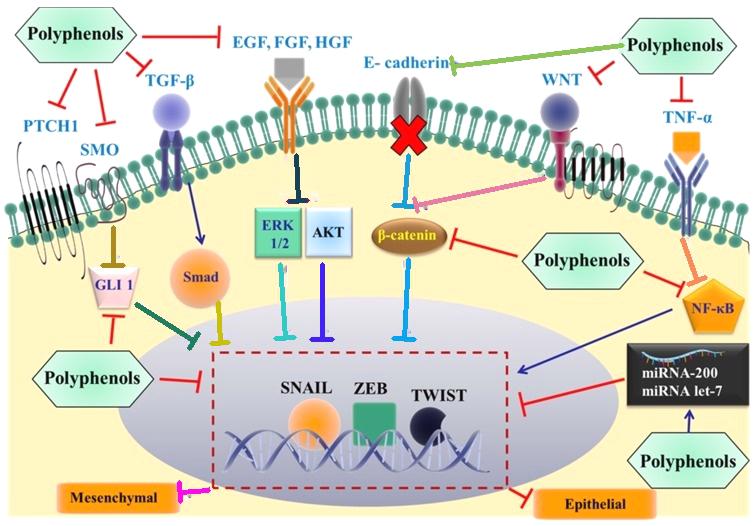 Polyphenols
EGF, FGF, HGF
E- cadherin
Polyphenols
TGF-β
WNT
PTCH1
TNF-α
SMO
ERK
1/2
AKT
β-catenin
Polyphenols
GLI 1
Smad
NF-κB
Polyphenols
miRNA-200
miRNA let-7
SNAIL
ZEB
TWIST
Polyphenols
Mesenchymal
Epithelial